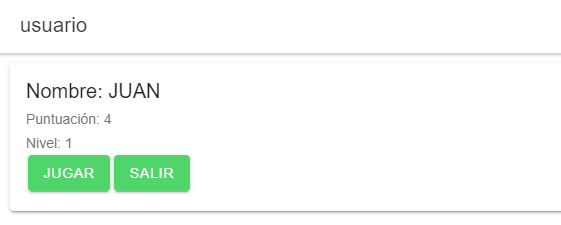 usuario
Nombre: JUAN
Puntuación: 4
Nivel: 1
JUGAR SALIR